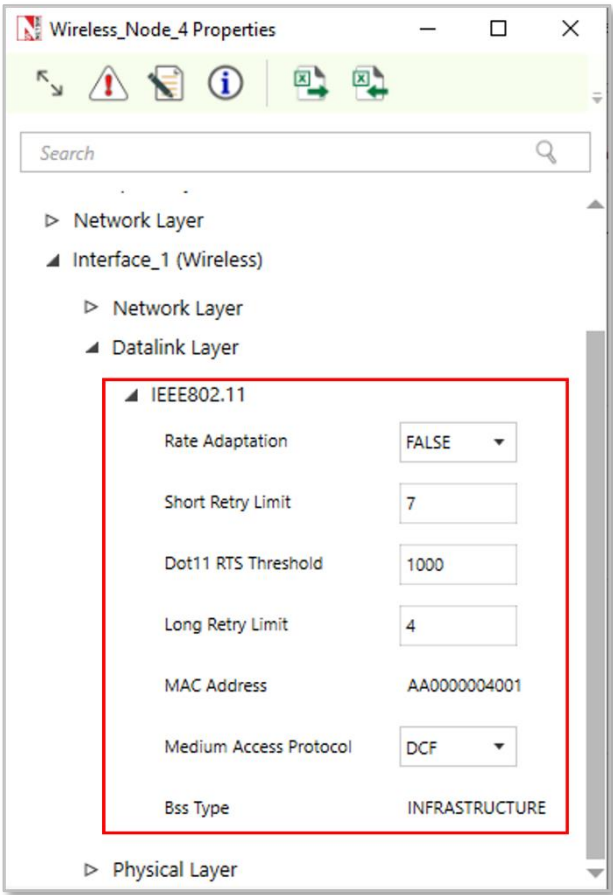 Wireless_Node_4 Properties
Search
Network Layer
Interface_1 (Wireless)
Network Layer
Datalink Layer
IEEE802.11
Rate Adaptation FALSE
Short Retry Limit 7
Dot11 RTS Threshold 1000
Long Retry Limit 4
MAC Address AA0000004001
Medium Access Protocol DCF
Bss Type INFRASTRUCTURE
Physical Layer